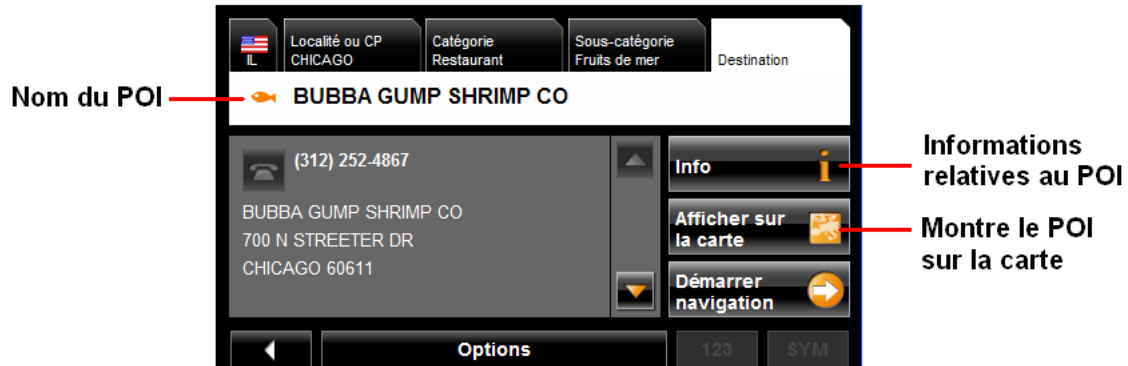 IL
Localité ou CP
CHICAGO
Catégorie
Restaurant
Sous-catégorie
Fruits de mer
Destination
Nom du POI
BUBBA GUMP SHRIMP CO
(312) 252-4867
BUBBA GUMP SHRIMP CO
700 N STREETER DR
CHICAGO 60611
Info
i
Informations
relatives au POI
Afficher sur
la carte
Montre le POI
sur la carte
Démarrer
navigation
Options
123
SYM